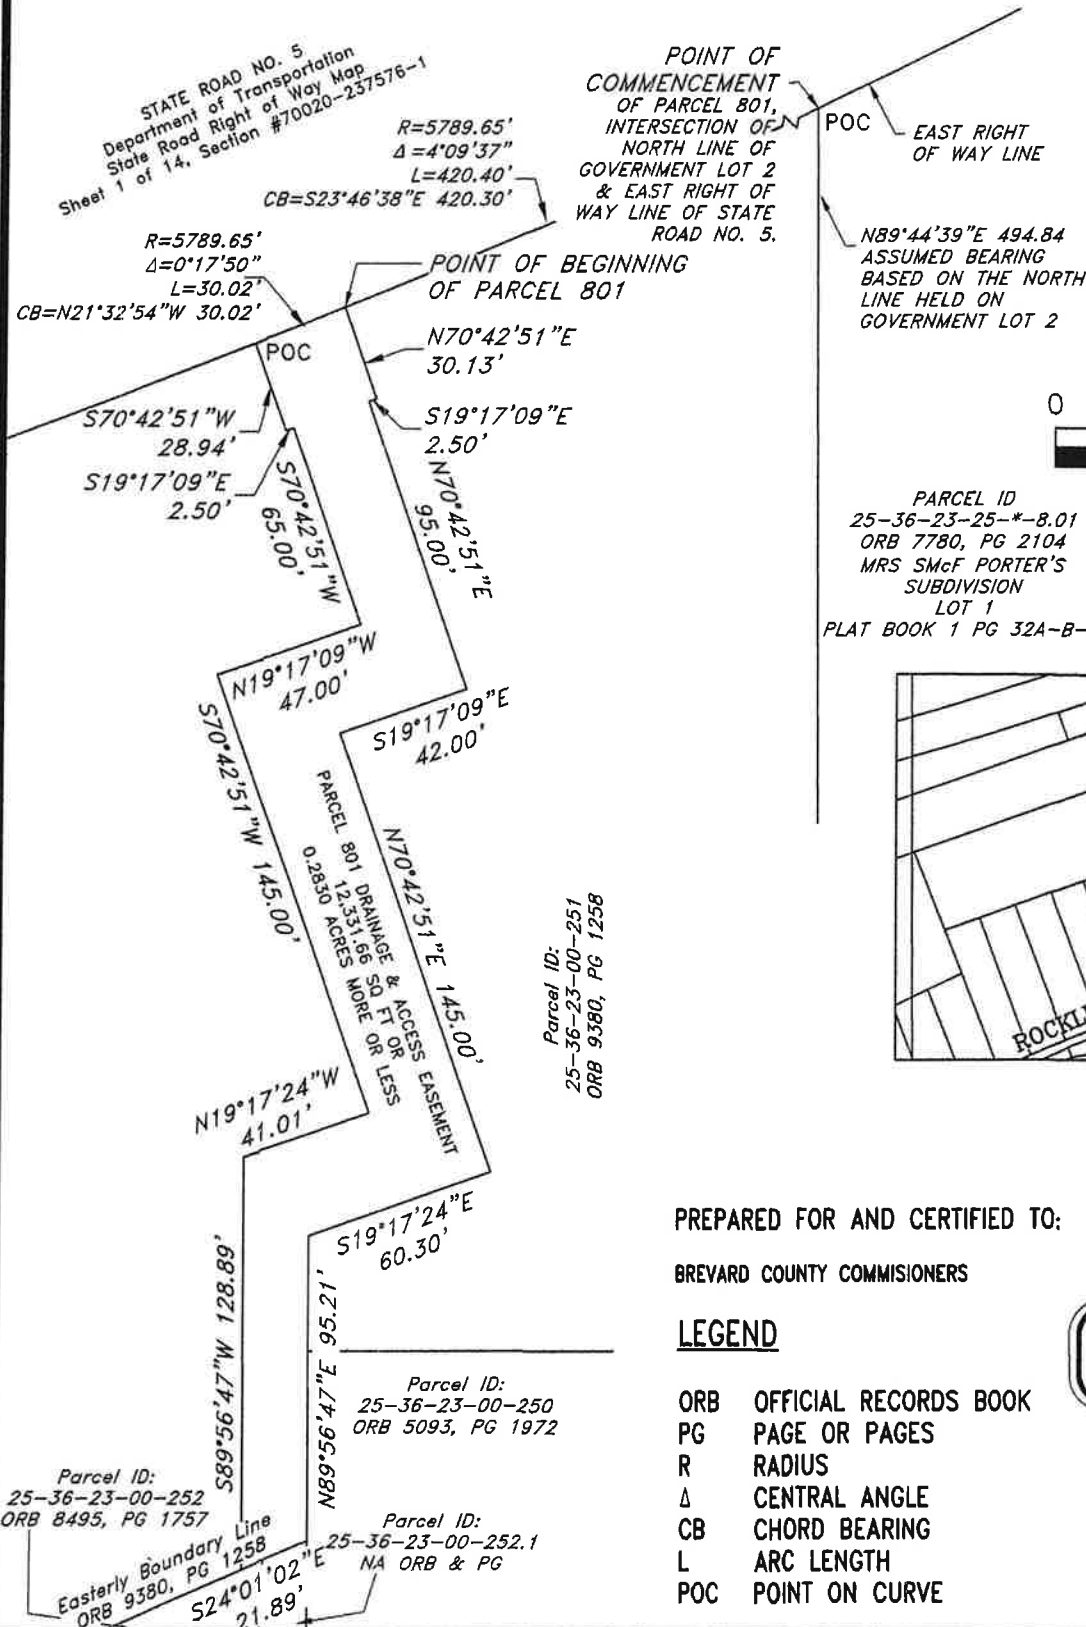 STATE ROAD NO. 5
Department of Transportation
State Road Right of Way Map
Sheet 1 of 14, Section #70020-237576-1
R=5789.65'
Δ=4°09'37"
L=420.40'
CB=S23°46'38"E 420.30'
POINT OF
COMMENCEMENT
OF PARCEL 801,
INTERSECTION OF
NORTH LINE OF
GOVERNMENT LOT 2
& EAST RIGHT OF
WAY LINE OF STATE
ROAD NO. 5.
POC
EAST RIGHT
OF WAY LINE
N89°44'39"E 494.84
ASSUMED BEARING
BASED ON THE NORTH
LINE HELD ON
GOVERNMENT LOT 2
R=5789.65'
Δ=0°17'50"
L=30.02'
CB=N21°32'54"W 30.02'
POINT OF BEGINNING
OF PARCEL 801
POC
N70°42'51"E
30.13'
S70°42'51"W
28.94'
S19°17'09"E
2.50'
S19°17'09"E
2.50'
S70°42'51"W
65.00'
N70°42'51"E
95.00'
0
PARCEL ID
25-36-23-25-*-8.01
ORB 7780, PG 2104
MRS SMcF PORTER'S
SUBDIVISION
LOT 1
PLAT BOOK 1 PG 32A-B-
N19°17'09"W
47.00'
S19°17'09"E
42.00'
S70°42'51"W 145.00'
PARCEL 801 DRAINAGE & ACCESS EASEMENT
12,331.66 SQ FT OR
0.2830 ACRES MORE OR LESS
N70°42'51"E 145.00'
Parcel ID:
25-36-23-00-251
ORB 9380, PG 1258
ROCKL
N19°17'24"W
41.01'
S19°17'24"E
60.30'
S89°56'47"W 128.89'
N89°56'47"E 95.21'
Parcel ID:
25-36-23-00-250
ORB 5093, PG 1972
Parcel ID:
25-36-23-00-252
ORB 8495, PG 1757
Easterly Boundary Line
ORB 9380, PG 1258
S24°01'02"E
21.89'
Parcel ID:
25-36-23-00-252.1
NA ORB & PG
PREPARED FOR AND CERTIFIED TO:
BREVARD COUNTY COMMISIONERS
LEGEND
ORB OFFICIAL RECORDS BOOK
PG PAGE OR PAGES
R RADIUS
Δ CENTRAL ANGLE
CB CHORD BEARING
L ARC LENGTH
POC POINT ON CURVE